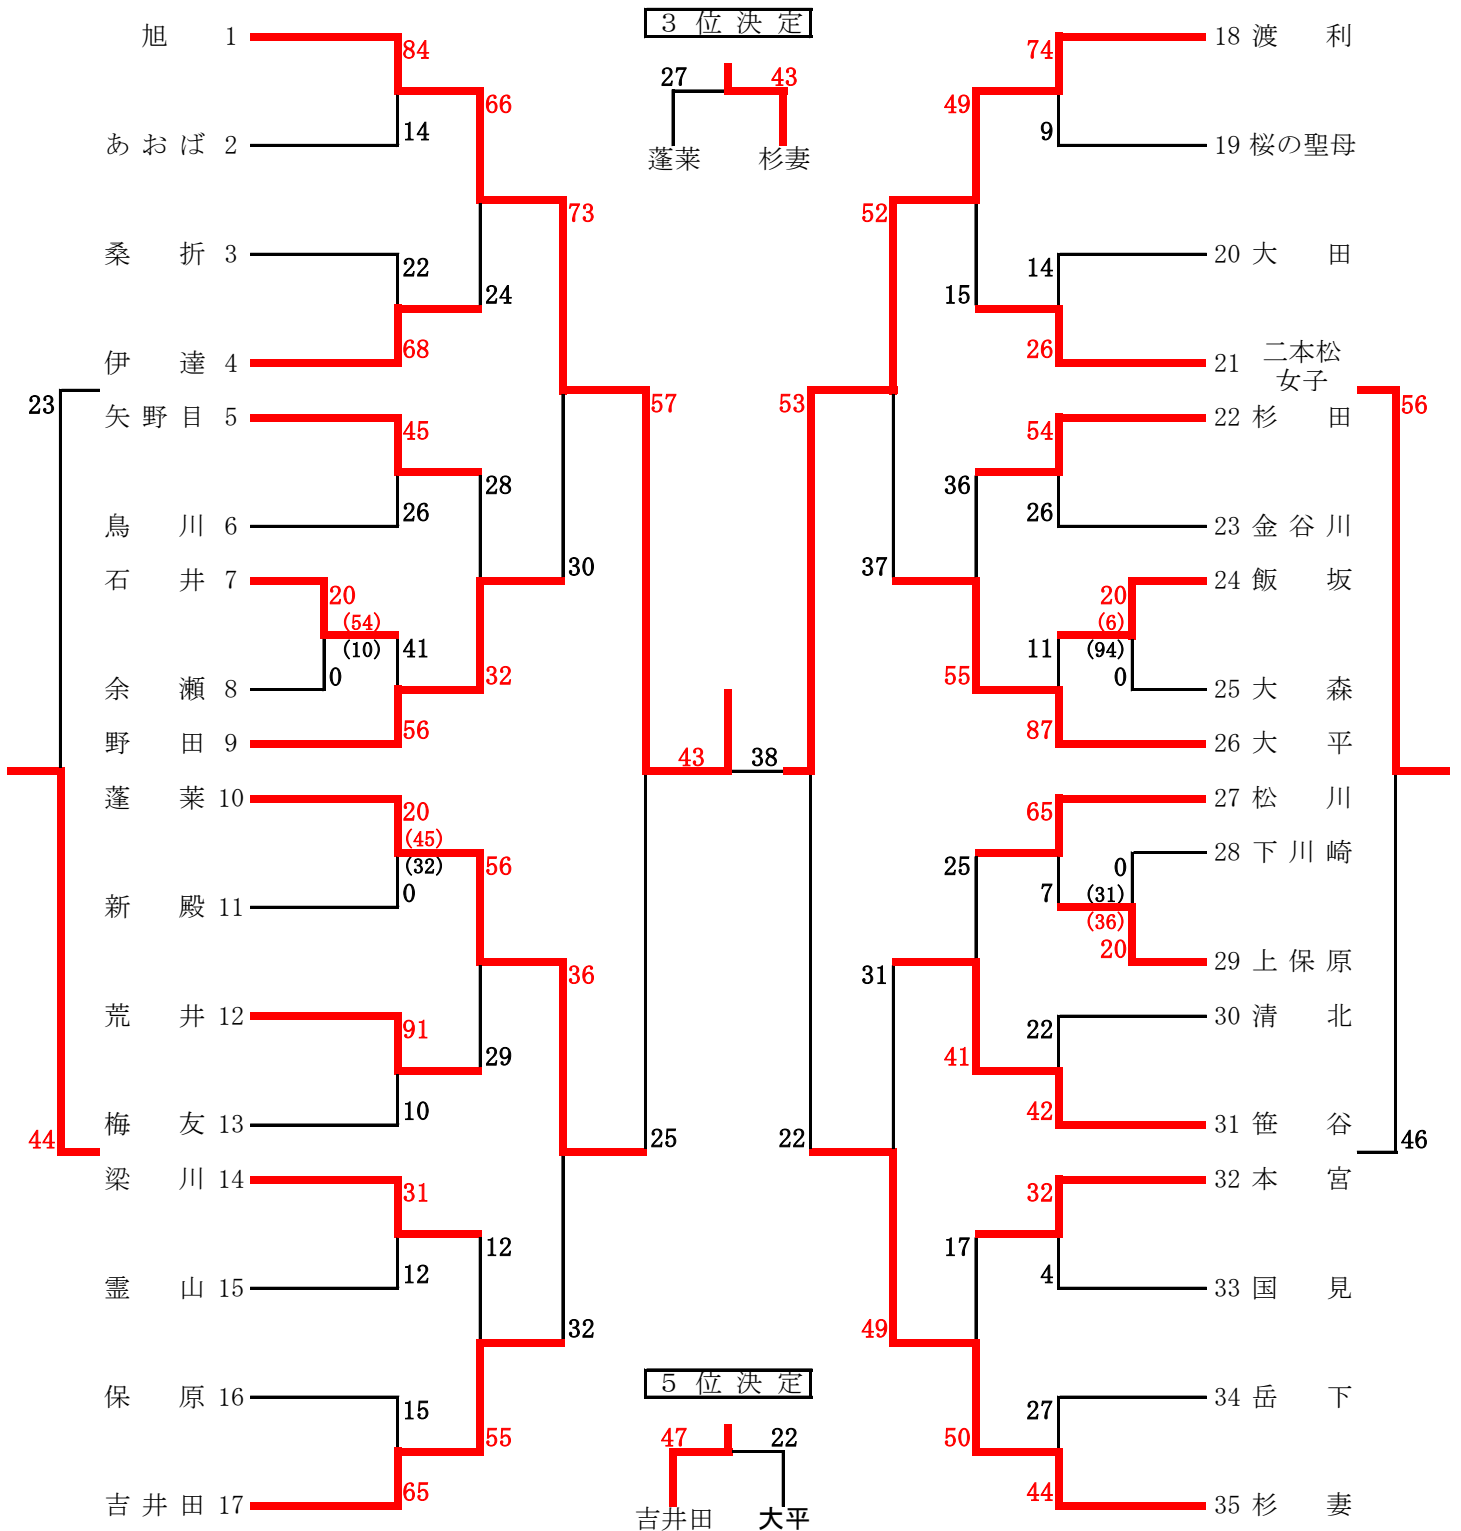 3 位 決 定
27 43
蓬莱 杉妻
旭 1
84
66
14
あおば 2
73
桑 折 3
22
24
伊 達 4
68
57
23
矢野目 5
45
28
鳥 川 6
26
30
石 井 7
20
(54)
(10)
41
余 瀬 8
0
32
野 田 9
56
43
蓬 莱 10
20
(45)
(32)
56
新 殿 11
0
36
荒 井 12
91
29
梅 友 13
10
25
44
梁 川 14
31
12
霊 山 15
12
32
保 原 16
15
55
吉井田 17
65
18 渡 利
74
49
9
19 桜の聖母
52
20 大 田
14
15
21 二本松
女子
26
53
56
22 杉 田
54
36
23 金谷川
26
37
24 飯 坂
20
(6)
(94)
11
25 大 森
0
55
26 大 平
87
38
27 松 川
65
25
28 下川崎
0
(31)
7
(36)
20
29 上保原
31
30 清 北
22
41
31 笹 谷
42
22
46
32 本 宮
32
17
33 国 見
4
49
34 岳 下
27
50
35 杉 妻
44
5 位 決 定
47 22
吉井田 大平